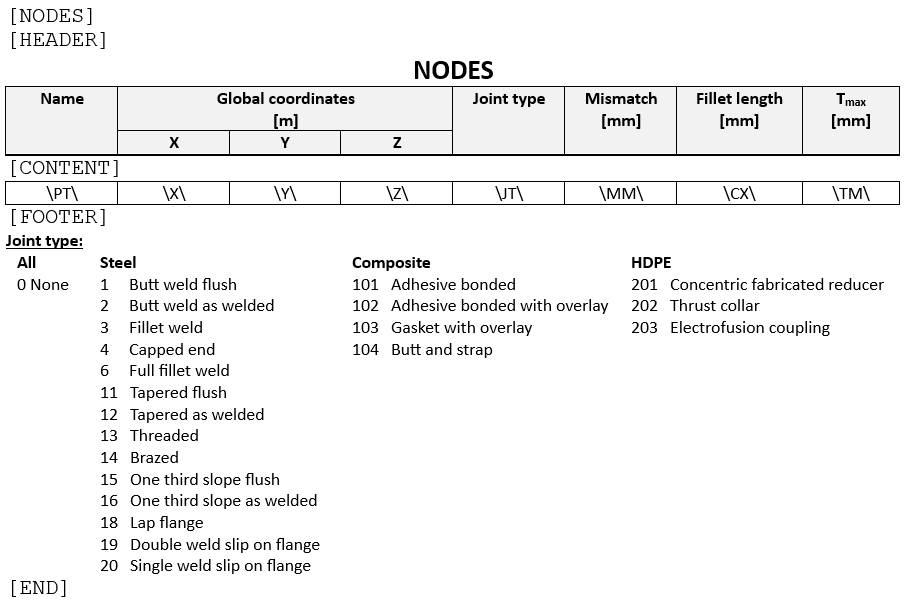 [NODES]
[HEADER]
NODES
Name Global coordinates [m] Joint type Mismatch [mm] Fillet length [mm] Tmax [mm]
X Y Z
[CONTENT]
\PT\ \X\ \Y\ \Z\ \JT\ \MM\ \CX\ \TM\
[FOOTER]
Joint type:
All Steel Composite HDPE
0 None 1 Butt weld flush 101 Adhesive bonded 201 Concentric fabricated reducer
2 Butt weld as welded 102 Adhesive bonded with overlay 202 Thrust collar
3 Fillet weld 103 Gasket with overlay 203 Electrofusion coupling
4 Capped end 104 Butt and strap
6 Full fillet weld
11 Tapered flush
12 Tapered as welded
13 Threaded
14 Brazed
15 One third slope flush
16 One third slope as welded
18 Lap flange
19 Double weld slip on flange
20 Single weld slip on flange
[END]